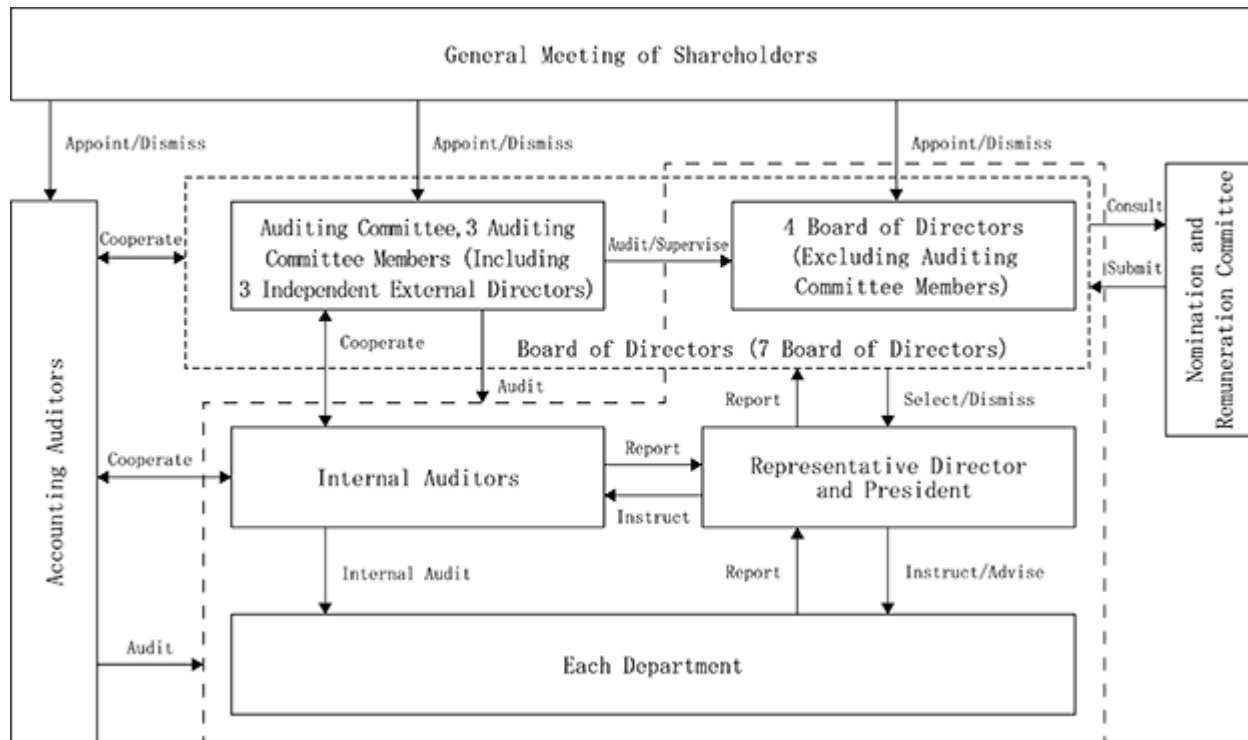 General Meeting of Shareholders
Appoint/Dismiss
Appoint/Dismiss
Appoint/Dismiss
Accounting Auditors
Cooperate
Auditing Committee, 3 Auditing
Committee Members (Including
3 Independent External Directors)
Audit/Supervise
4 Board of Directors
(Excluding Auditing
Committee Members)
Consult
Submit
Nomination and
Remuneration Committee
Cooperate
Board of Directors (7 Board of Directors)
Audit
Report
Select/Dismiss
Cooperate
Internal Auditors
Report
Instruct
Representative Director
and President
Internal Audit
Report
Instruct/Advise
Audit
Each Department